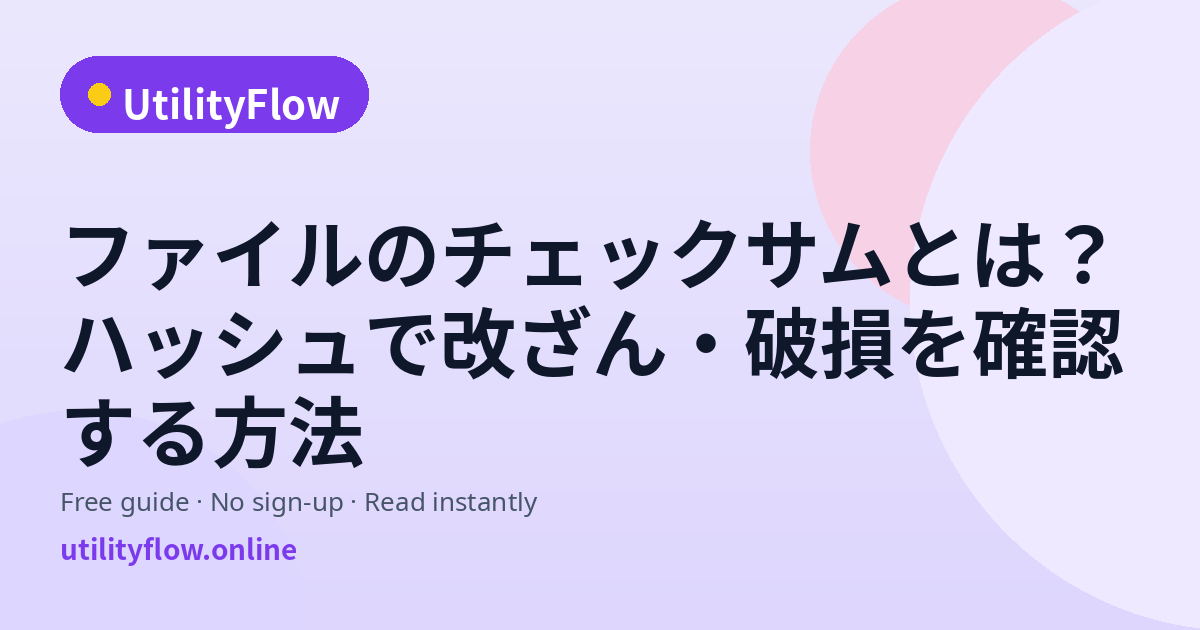 UtilityFlow
ファイルのチェックサムとは？
ハッシュで改ざん・破損を確認
する方法
Free guide · No sign-up · Read instantly
utilityflow.online